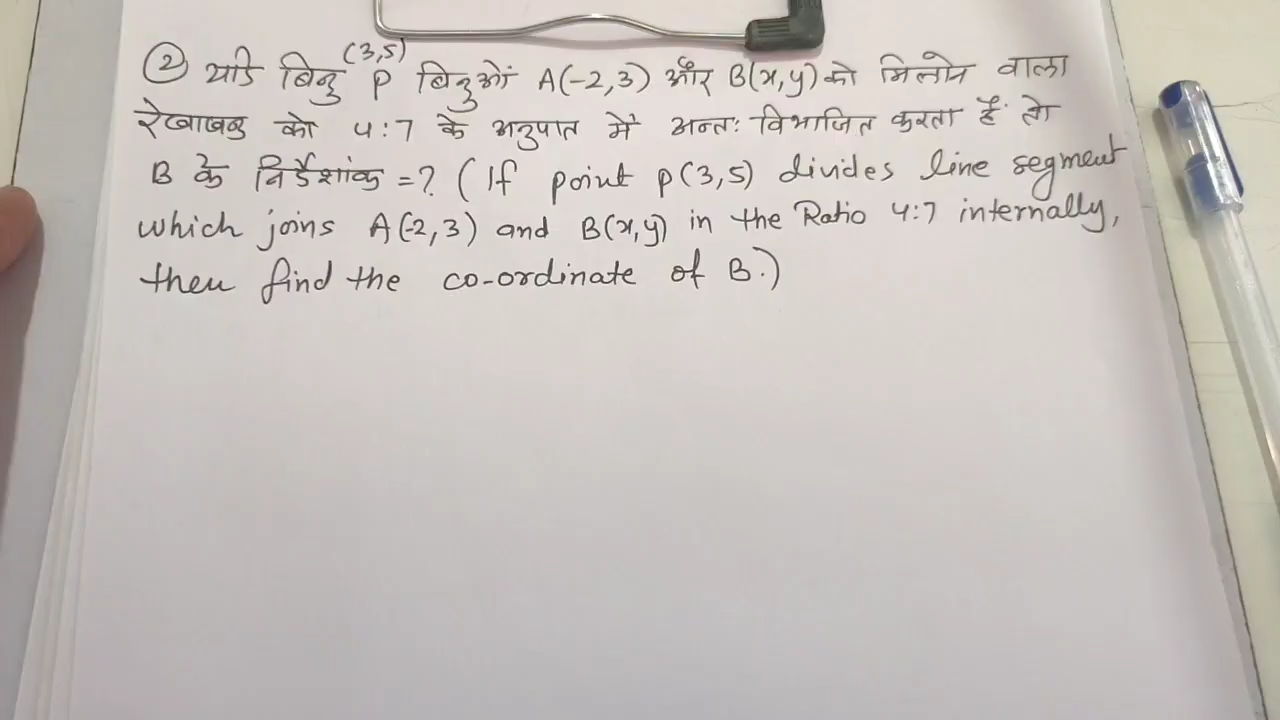 ② यदि बिन्दु P (3,5) बिन्दुओं A(-2,3) और B(x,y) को मिलाने वाला
रेखाखण्ड को 4:7 के अनुपात में अन्तः विभाजित करता है तो
B के निर्देशांक =? (If point P(3,5) divides line segment
which joins A(-2,3) and B(x,y) in the Ratio 4:7 internally,
then find the co-ordinate of B.)